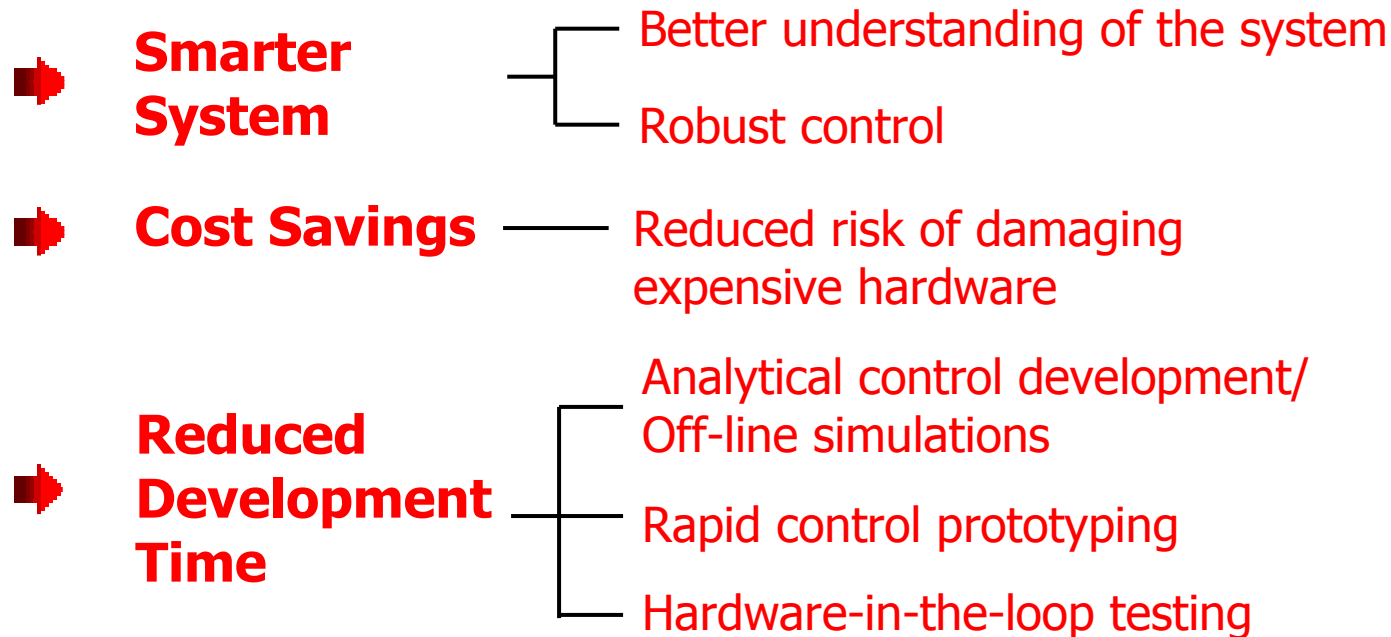 Smarter
System
Better understanding of the system
Robust control
Cost Savings
Reduced risk of damaging
expensive hardware
Reduced
Development
Time
Analytical control development/
Off-line simulations
Rapid control prototyping
Hardware-in-the-loop testing